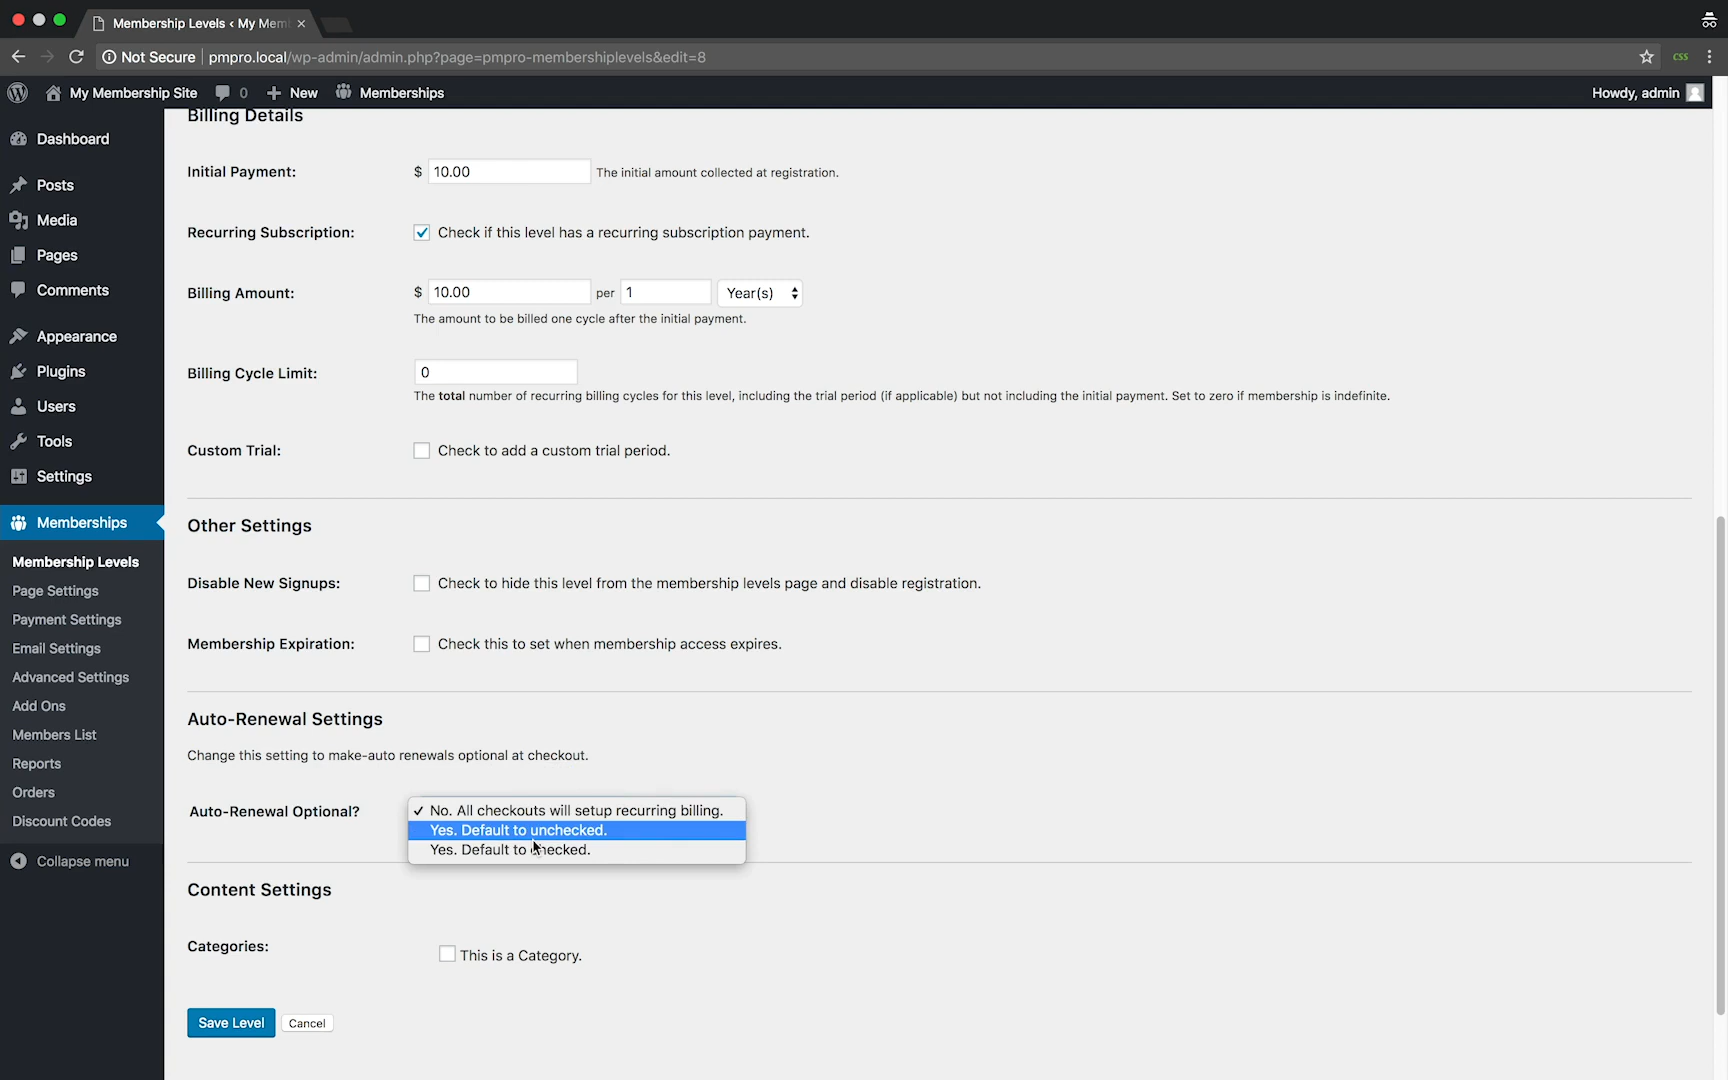 Membership Levels ‹ My Mem
Not Secure pmpro.local/wp-admin/admin.php?page=pmpro-membershiplevels&edit=8 css
My Membership Site 0 New Memberships Howdy, admin
Dashboard
Posts
Media
Pages
Comments
Appearance
Plugins
Users
Tools
Settings
Memberships
Membership Levels
Page Settings
Payment Settings
Email Settings
Advanced Settings
Add Ons
Members List
Reports
Orders
Discount Codes
Collapse menu
Billing Details
Initial Payment: $ 10.00 The initial amount collected at registration.
Recurring Subscription: Check if this level has a recurring subscription payment.
Billing Amount: $ 10.00 per 1 Year(s)
The amount to be billed one cycle after the initial payment.
Billing Cycle Limit: 0
The total number of recurring billing cycles for this level, including the trial period (if applicable) but not including the initial payment. Set to zero if membership is indefinite.
Custom Trial: Check to add a custom trial period.
Other Settings
Disable New Signups: Check to hide this level from the membership levels page and disable registration.
Membership Expiration: Check this to set when membership access expires.
Auto-Renewal Settings
Change this setting to make-auto renewals optional at checkout.
Auto-Renewal Optional? ✓ No. All checkouts will setup recurring billing.
Yes. Default to unchecked.
Yes. Default to checked.
Content Settings
Categories: This is a Category.
Save Level Cancel